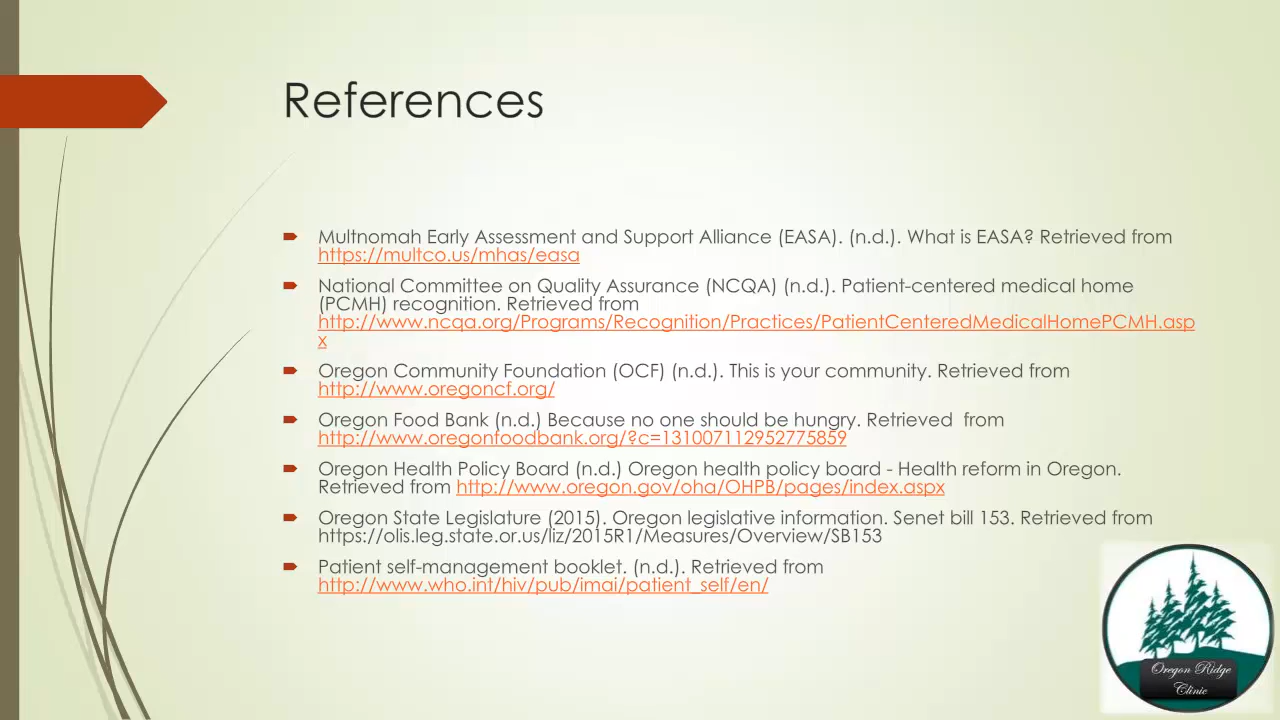 References
Multnomah Early Assessment and Support Alliance (EASA). (n.d.). What is EASA? Retrieved from
https://multco.us/mhas/easa
National Committee on Quality Assurance (NCQA) (n.d.). Patient-centered medical home
(PCMH) recognition. Retrieved from
http://www.ncqa.org/Programs/Recognition/Practices/PatientCenteredMedicalHomePCMH.asp
x
Oregon Community Foundation (OCF) (n.d.). This is your community. Retrieved from
http://www.oregoncf.org/
Oregon Food Bank (n.d.) Because no one should be hungry. Retrieved  from
http://www.oregonfoodbank.org/?c=131007112952775859
Oregon Health Policy Board (n.d.) Oregon health policy board - Health reform in Oregon.
Retrieved from http://www.oregon.gov/oha/OHPB/pages/index.aspx
Oregon State Legislature (2015). Oregon legislative information. Senet bill 153. Retrieved from
https://olis.leg.state.or.us/liz/2015R1/Measures/Overview/SB153
Patient self-management booklet. (n.d.). Retrieved from
http://www.who.int/hiv/pub/imai/patient_self/en/
Oregon Ridge
Clinic